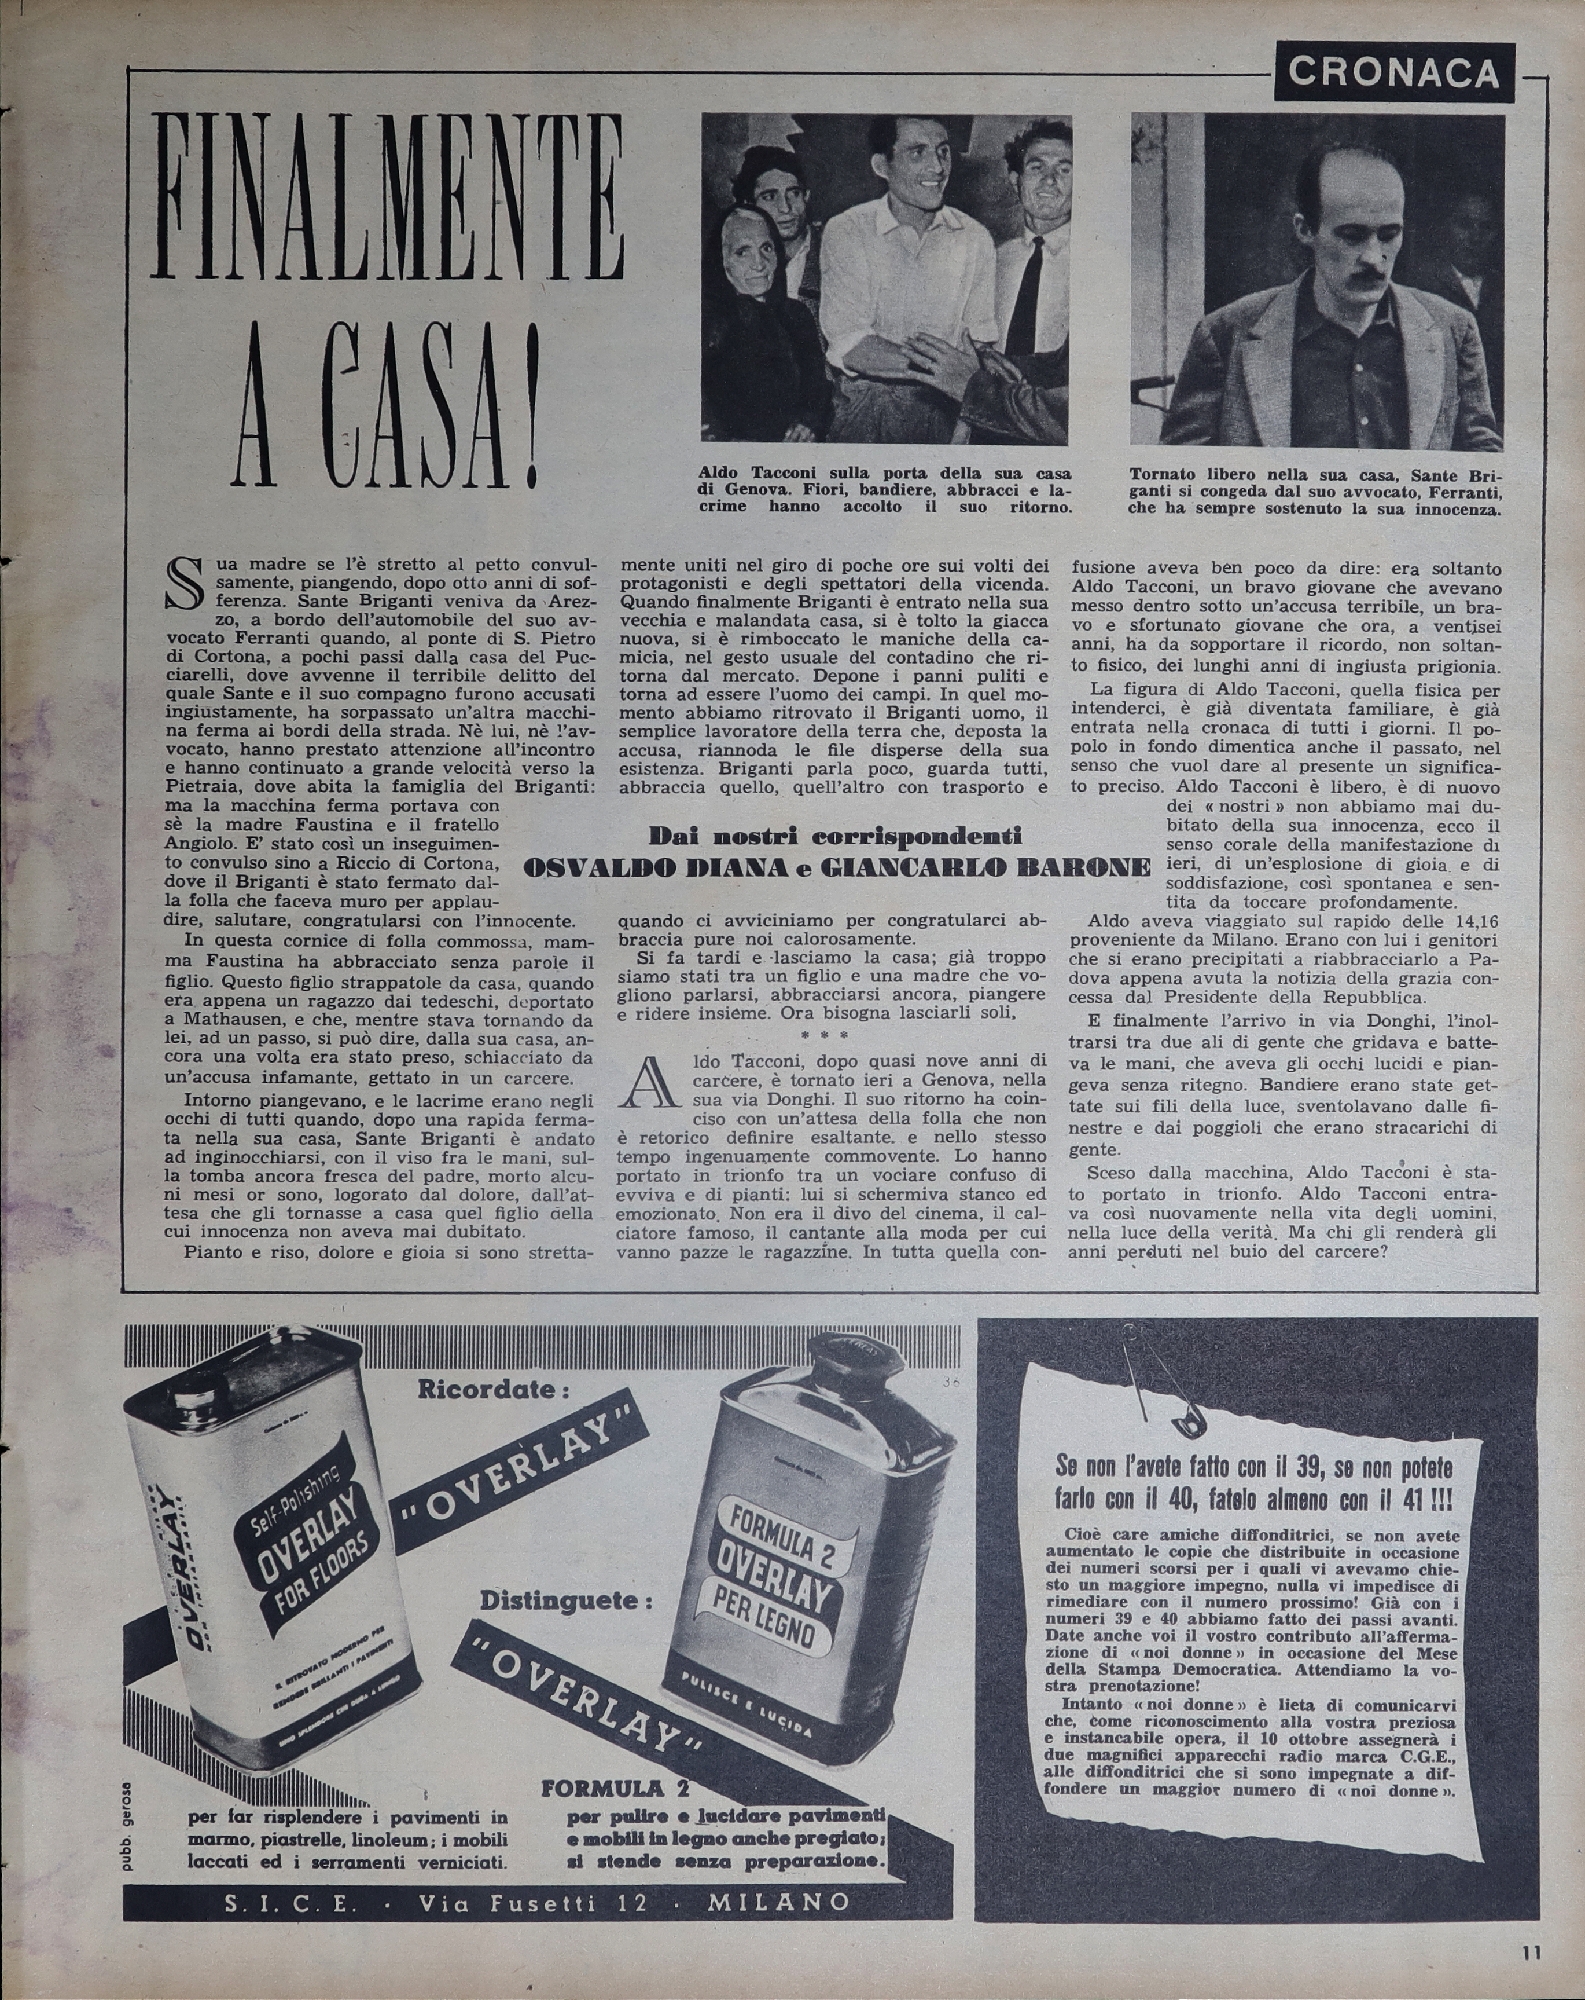 CRONACA
FINALMENTE
A CASA!
Aldo Tacconi sulla porta della sua casa
di Genova. Fiori, bandiere, abbracci e la-
crime hanno accolto il suo ritorno.
Tornato libero nella sua casa, Sante Bri-
ganti si congeda dal suo avvocato, Ferranti,
che ha sempre sostenuto la sua innocenza.
Sua madre se l'è stretto al petto convul-
samente, piangendo, dopo otto anni di sof-
ferenza. Sante Briganti veniva da Arez-
zo, a bordo dell'automobile del suo av-
vocato Ferranti quando, al ponte di S. Pietro
di Cortona, a pochi passi dalla casa del Puc-
ciarelli, dove avvenne il terribile delitto del
quale Sante e il suo compagno furono accusati
ingiustamente, ha sorpassato un'altra macchi-
na ferma ai bordi della strada. Nè lui, nè l'av-
vocato, hanno prestato attenzione all'incontro
e hanno continuato a grande velocità verso la
Pietraia, dove abita la famiglia del Briganti:
ma la macchina ferma portava con
sè la madre Faustina e il fratello
Angiolo. E' stato così un inseguimen-
to convulso sino a Riccio di Cortona,
dove il Briganti è stato fermato dal-
la folla che faceva muro per applau-
dire, salutare, congratularsi con l'innocente.
In questa cornice di folla commossa, mam-
ma Faustina ha abbracciato senza parole il
figlio. Questo figlio strappatole da casa, quando
era appena un ragazzo dai tedeschi, deportato
a Mathausen, e che, mentre stava tornando da
lei, ad un passo, si può dire, dalla sua casa, an-
cora una volta era stato preso, schiacciato da
un'accusa infamante, gettato in un carcere.
Intorno piangevano, e le lacrime erano negli
occhi di tutti quando, dopo una rapida ferma-
ta nella sua casa, Sante Briganti è andato
ad inginocchiarsi, con il viso fra le mani, sul-
la tomba ancora fresca del padre, morto alcu-
ni mesi or sono, logorato dal dolore, dall'at-
tesa che gli tornasse a casa quel figlio della
cui innocenza non aveva mai dubitato.
Pianto e riso, dolore e gioia si sono stretta-
mente uniti nel giro di poche ore sui volti dei
protagonisti e degli spettatori della vicenda.
Quando finalmente Briganti è entrato nella sua
vecchia e malandata casa, si è tolto la giacca
nuova, si è rimboccato le maniche della ca-
micia, nel gesto usuale del contadino che ri-
torna dal mercato. Depone i panni puliti e
torna ad essere l'uomo dei campi. In quel mo-
mento abbiamo ritrovato il Briganti uomo, il
semplice lavoratore della terra che, deposta la
accusa, riannoda le file disperse della sua
esistenza. Briganti parla poco, guarda tutti,
abbraccia quello, quell'altro con trasporto e
Dai nostri corrispondenti
OSVALDO DIANA e GIANCARLO BARONE
quando ci avviciniamo per congratularci ab-
braccia pure noi calorosamente.
Si fa tardi e lasciamo la casa; già troppo
siamo stati tra un figlio e una madre che vo-
gliono parlarsi, abbracciarsi ancora, piangere
e ridere insieme. Ora bisogna lasciarli soli.
* * *
Aldo Tacconi, dopo quasi nove anni di
carcere, è tornato ieri a Genova, nella
sua via Donghi. Il suo ritorno ha coin-
ciso con un'attesa della folla che non
è retorico definire esaltante. e nello stesso
tempo ingenuamente commovente. Lo hanno
portato in trionfo tra un vociare confuso di
evviva e di pianti: lui si schermiva stanco ed
emozionato. Non era il divo del cinema, il cal-
ciatore famoso, il cantante alla moda per cui
vanno pazze le ragazzine. In tutta quella con-
fusione aveva ben poco da dire: era soltanto
Aldo Tacconi, un bravo giovane che avevano
messo dentro sotto un'accusa terribile, un bra-
vo e sfortunato giovane che ora, a ventisei
anni, ha da sopportare il ricordo, non soltan-
to fisico, dei lunghi anni di ingiusta prigionia.
La figura di Aldo Tacconi, quella fisica per
intenderci, è già diventata familiare, è già
entrata nella cronaca di tutti i giorni. Il po-
polo in fondo dimentica anche il passato, nel
senso che vuol dare al presente un significa-
to preciso. Aldo Tacconi è libero, è di nuovo
dei « nostri » non abbiamo mai du-
bitato della sua innocenza, ecco il
senso corale della manifestazione di
ieri, di un'esplosione di gioia e di
soddisfazione, così spontanea e sen-
tita da toccare profondamente.
Aldo aveva viaggiato sul rapido delle 14,16
proveniente da Milano. Erano con lui i genitori
che si erano precipitati a riabbracciarlo a Pa-
dova appena avuta la notizia della grazia con-
cessa dal Presidente della Repubblica.
E finalmente l'arrivo in via Donghi, l'inol-
trarsi tra due ali di gente che gridava e batte-
va le mani, che aveva gli occhi lucidi e pian-
geva senza ritegno. Bandiere erano state get-
tate sui fili della luce, sventolavano dalle fi-
nestre e dai poggioli che erano stracarichi di
gente.
Sceso dalla macchina, Aldo Tacconi è sta-
to portato in trionfo. Aldo Tacconi entra-
va così nuovamente nella vita degli uomini,
nella luce della verità. Ma chi gli renderà gli
anni perduti nel buio del carcere?
Ricordate:
"OVERLAY"
Self-Polishing
OVERLAY
FOR FLOORS
IL RITROVATO MODERNO PER
RENDERE BRILLANTI I PAVIMENTI
OVERLAY
36
Distinguete:
"OVERLAY"
FORMULA 2
OVERLAY
PER LEGNO
PULISCE E LUCIDA
per far risplendere i pavimenti in
marmo, piastrelle, linoleum; i mobili
laccati ed i serramenti verniciati.
FORMULA 2
per pulire e lucidare pavimenti
e mobili in legno anche pregiato;
si stende senza preparazione.
pubb. gerosa
S. I. C. E. · Via Fusetti 12 · MILANO
Se non l'avete fatto con il 39, se non potete
farlo con il 40, fatelo almeno con il 41 !!!
Cioè care amiche diffonditrici, se non avete
aumentato le copie che distribuite in occasione
dei numeri scorsi per i quali vi avevamo chie-
sto un maggiore impegno, nulla vi impedisce di
rimediare con il numero prossimo! Già con i
numeri 39 e 40 abbiamo fatto dei passi avanti.
Date anche voi il vostro contributo all'afferma-
zione di « noi donne » in occasione del Mese
della Stampa Democratica. Attendiamo la vo-
stra prenotazione!
Intanto « noi donne » è lieta di comunicarvi
che, come riconoscimento alla vostra preziosa
e instancabile opera, il 10 ottobre assegnerà i
due magnifici apparecchi radio marca C.G.E.,
alle diffonditrici che si sono impegnate a dif-
fondere un maggior numero di « noi donne ».
11